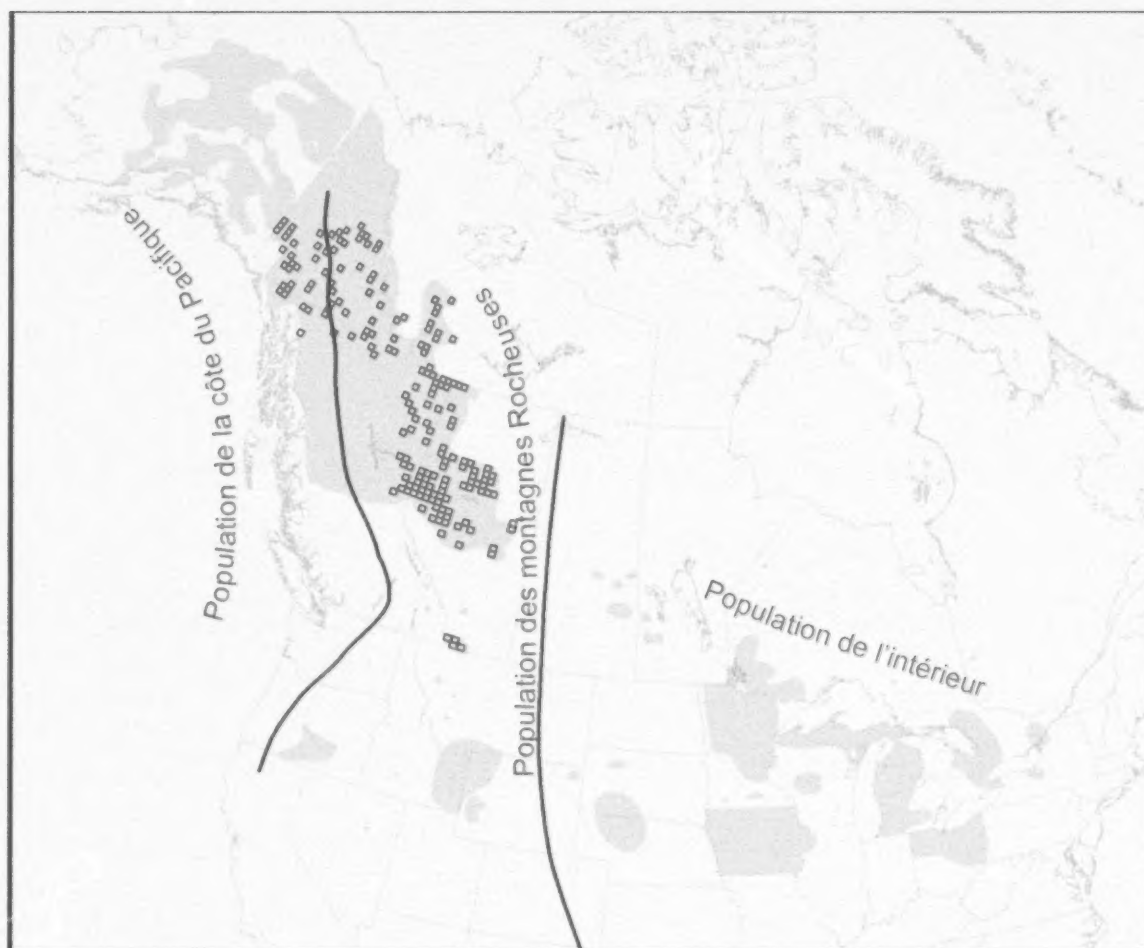 Population de la côte du Pacifique
Population des montagnes Rocheuses
Population de l'intérieur